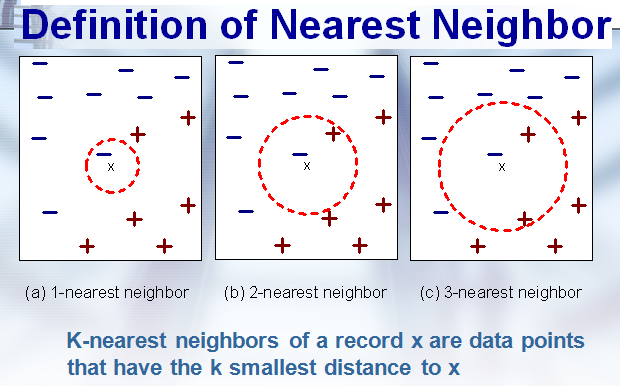 Definition of Nearest Neighbor
X
X
X
(a) 1-nearest neighbor
(b) 2-nearest neighbor
(c) 3-nearest neighbor
K-nearest neighbors of a record x are data points
that have the k smallest distance to x